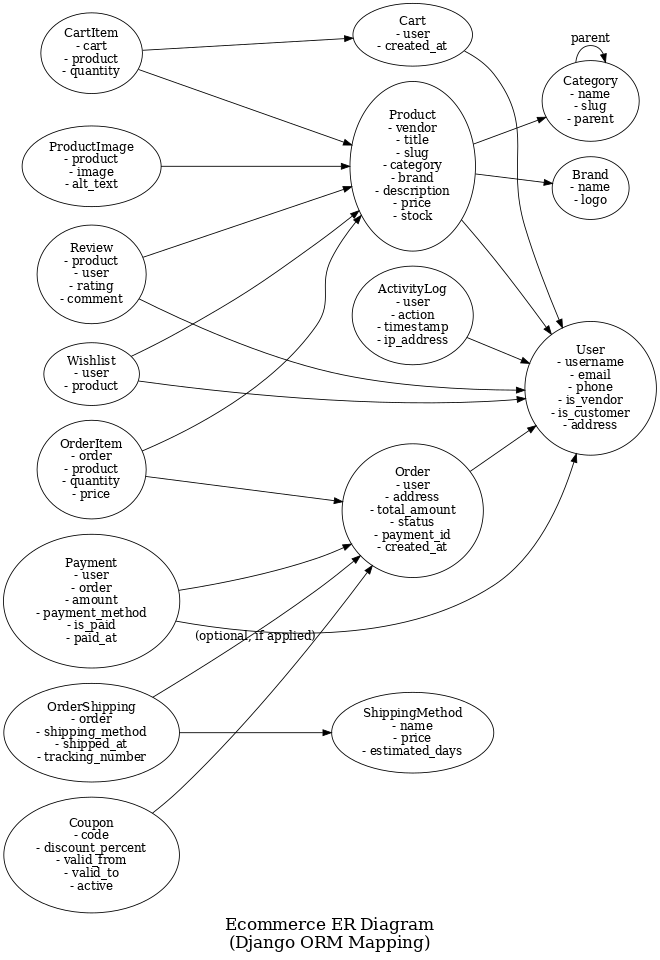 CartItem
- cart
- product
- quantity
Cart
- user
- created_at
parent
Category
- name
- slug
- parent
ProductImage
- product
- image
- alt_text
Product
- vendor
- title
- slug
- category
- brand
- description
- price
- stock
Brand
- name
- logo
Review
- product
- user
- rating
- comment
ActivityLog
- user
- action
- timestamp
- ip_address
Wishlist
- user
- product
User
- username
- email
- phone
- is_vendor
- is_customer
- address
OrderItem
- order
- product
- quantity
- price
Order
- user
- address
- total_amount
- status
- payment_id
- created_at
Payment
- user
- order
- amount
- payment_method
- is_paid
- paid_at
(optional, if applied)
OrderShipping
- order
- shipping_method
- shipped_at
- tracking_number
ShippingMethod
- name
- price
- estimated_days
Coupon
- code
- discount_percent
- valid_from
- valid_to
- active
Ecommerce ER Diagram
(Django ORM Mapping)